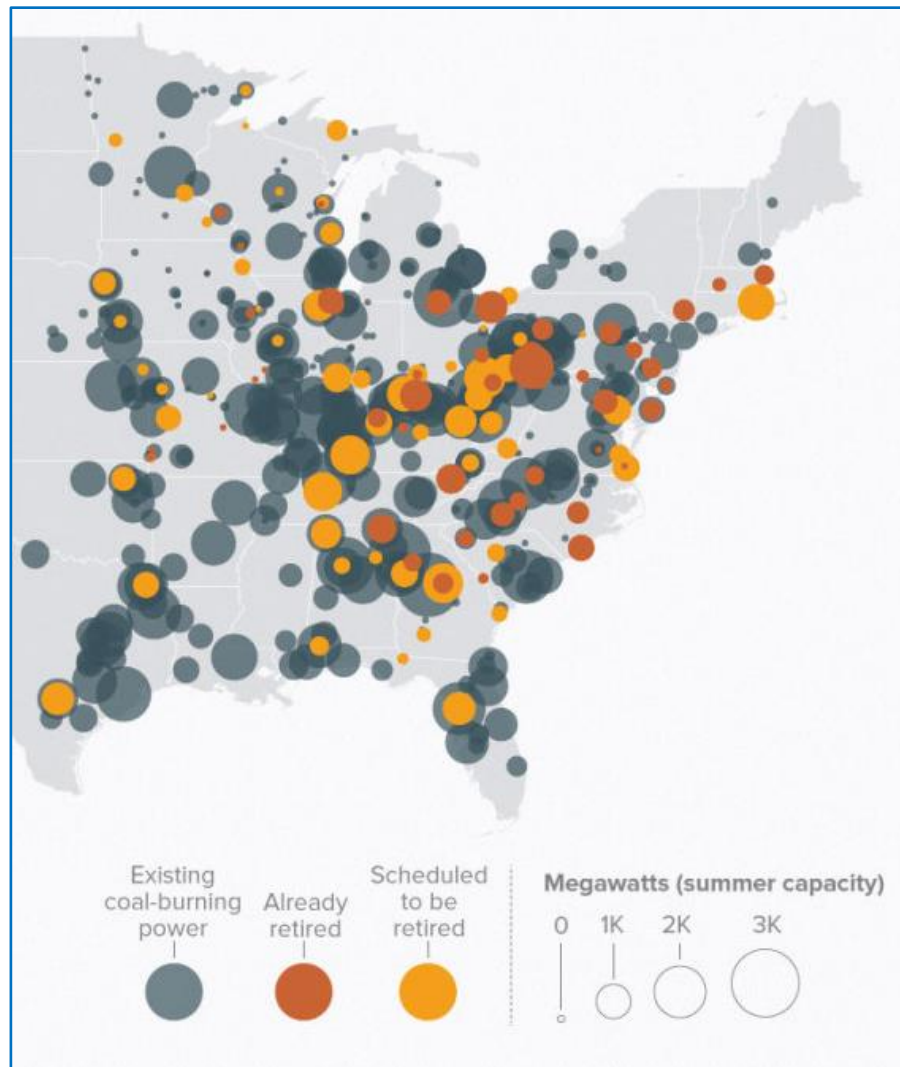 Existing
coal-burning
power
Already
retired
Scheduled
to be
retired
Megawatts (summer capacity)
0 1K 2K 3K